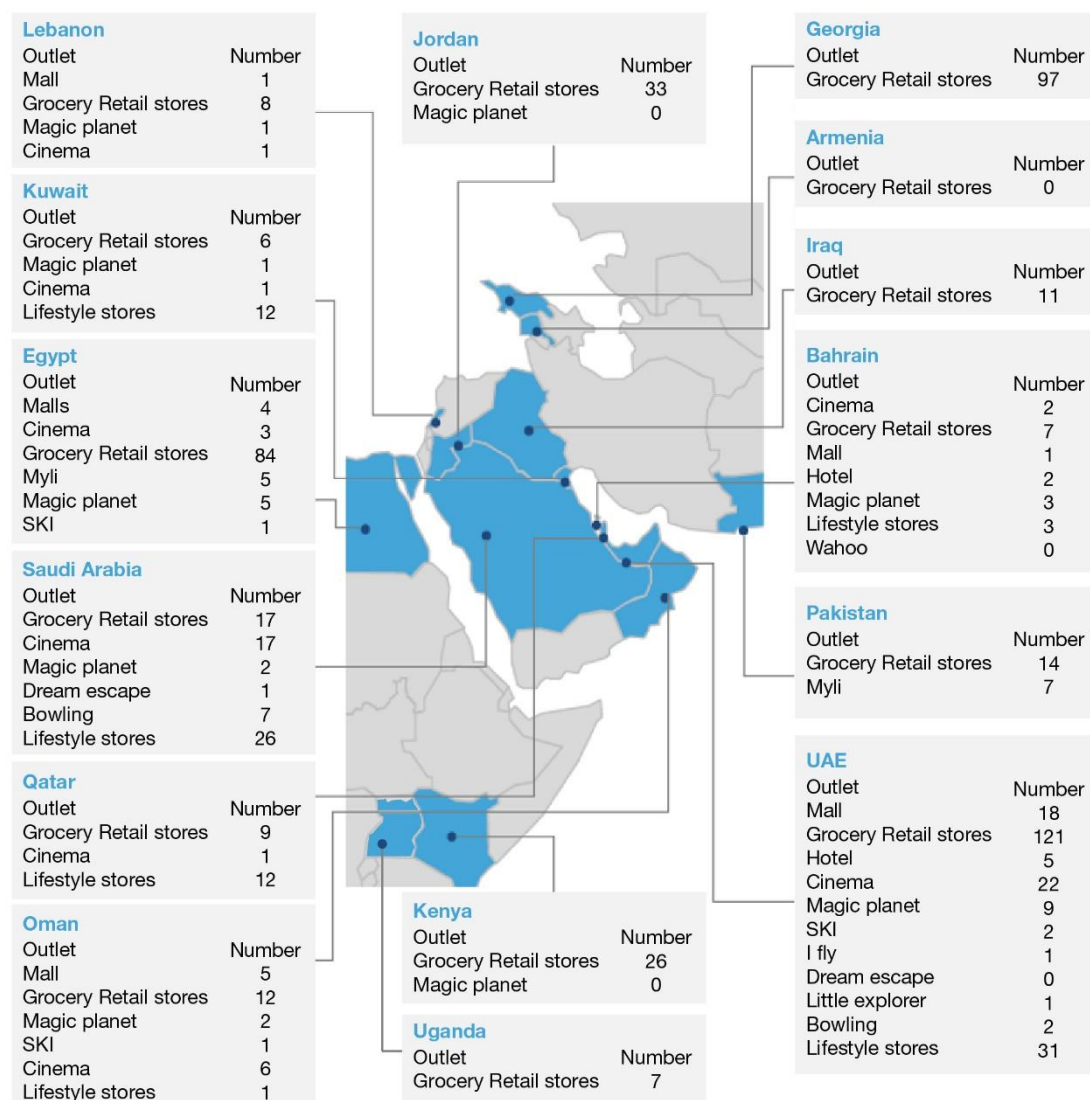 Lebanon
Outlet Number
Mall 1
Grocery Retail stores 8
Magic planet 1
Cinema 1
Kuwait
Outlet Number
Grocery Retail stores 6
Magic planet 1
Cinema 1
Lifestyle stores 12
Egypt
Outlet Number
Malls 4
Cinema 3
Grocery Retail stores 84
Myli 5
Magic planet 5
SKI 1
Saudi Arabia
Outlet Number
Grocery Retail stores 17
Cinema 17
Magic planet 2
Dream escape 1
Bowling 7
Lifestyle stores 26
Qatar
Outlet Number
Grocery Retail stores 9
Cinema 1
Lifestyle stores 12
Oman
Outlet Number
Mall 5
Grocery Retail stores 12
Magic planet 2
SKI 1
Cinema 6
Lifestyle stores 1
Jordan
Outlet Number
Grocery Retail stores 33
Magic planet 0
Kenya
Outlet Number
Grocery Retail stores 26
Magic planet 0
Uganda
Outlet Number
Grocery Retail stores 7
Georgia
Outlet Number
Grocery Retail stores 97
Armenia
Outlet Number
Grocery Retail stores 0
Iraq
Outlet Number
Grocery Retail stores 11
Bahrain
Outlet Number
Cinema 2
Grocery Retail stores 7
Mall 1
Hotel 2
Magic planet 3
Lifestyle stores 3
Wahoo 0
Pakistan
Outlet Number
Grocery Retail stores 14
Myli 7
UAE
Outlet Number
Mall 18
Grocery Retail stores 121
Hotel 5
Cinema 22
Magic planet 9
SKI 2
I fly 1
Dream escape 0
Little explorer 1
Bowling 2
Lifestyle stores 31